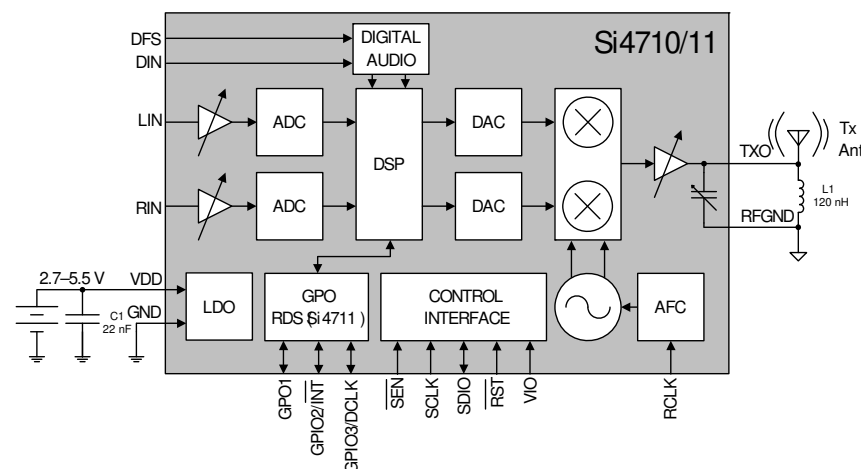 Si4710/11
DFS
DIN
DIGITAL
AUDIO
LIN
ADC
DSP
DAC
TXO
Tx
Ant
RIN
ADC
DAC
RFGND
L1
120 nH
2.7–5.5 V
VDD
GND
C1
22 nF
LDO
GPO
RDS (Si4711)
CONTROL
INTERFACE
AFC
GPO1
GPIO2/INT
GPIO3/DCLK
SEN
SCLK
SDIO
RST
VIO
RCLK